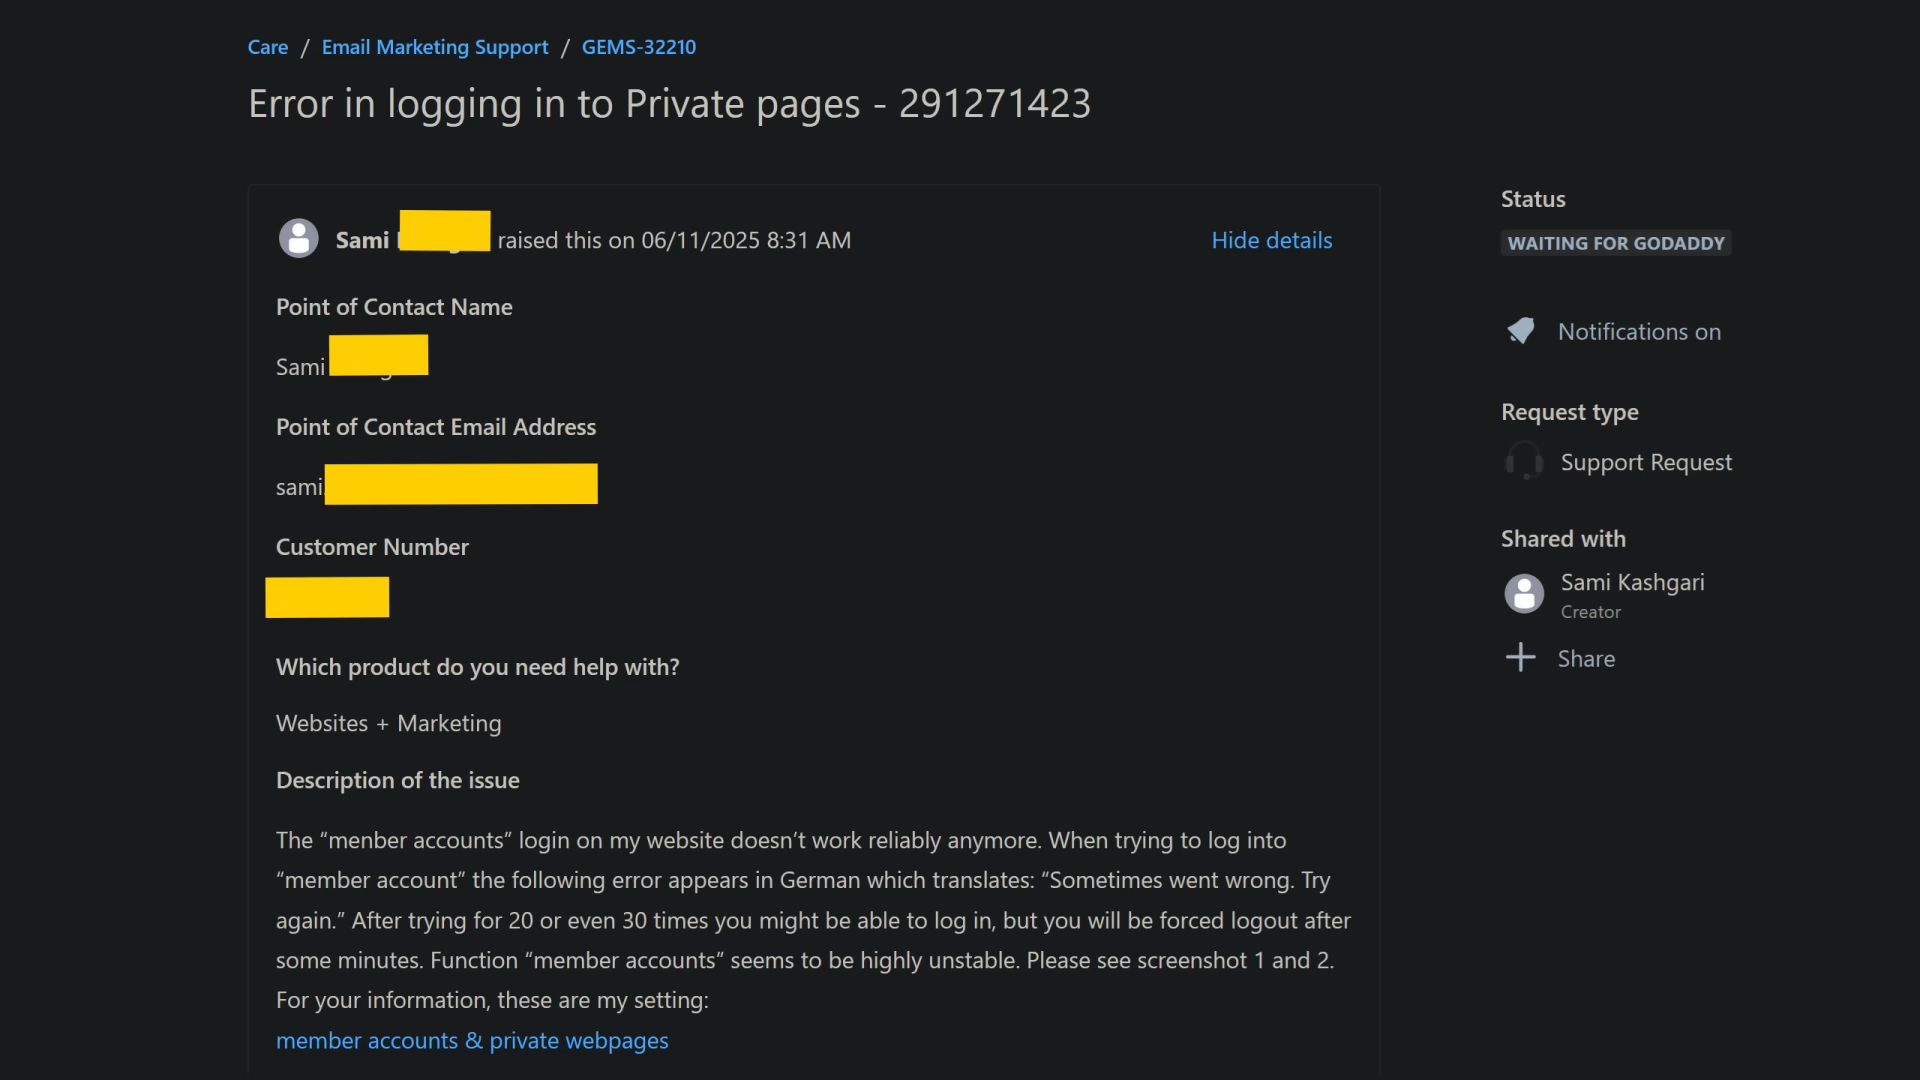 Care / Email Marketing Support / GEMS-32210
Error in logging in to Private pages - 291271423
Sami raised this on 06/11/2025 8:31 AM
Hide details
Point of Contact Name
Sami
Point of Contact Email Address
sami.
Customer Number
Which product do you need help with?
Websites + Marketing
Description of the issue
The “menber accounts” login on my website doesn’t work reliably anymore. When trying to log into
“member account” the following error appears in German which translates: “Sometimes went wrong. Try
again.” After trying for 20 or even 30 times you might be able to log in, but you will be forced logout after
some minutes. Function “member accounts” seems to be highly unstable. Please see screenshot 1 and 2.
For your information, these are my setting:
member accounts & private webpages
Status
WAITING FOR GODADDY
Notifications on
Request type
Support Request
Shared with
Sami Kashgari
Creator
Share